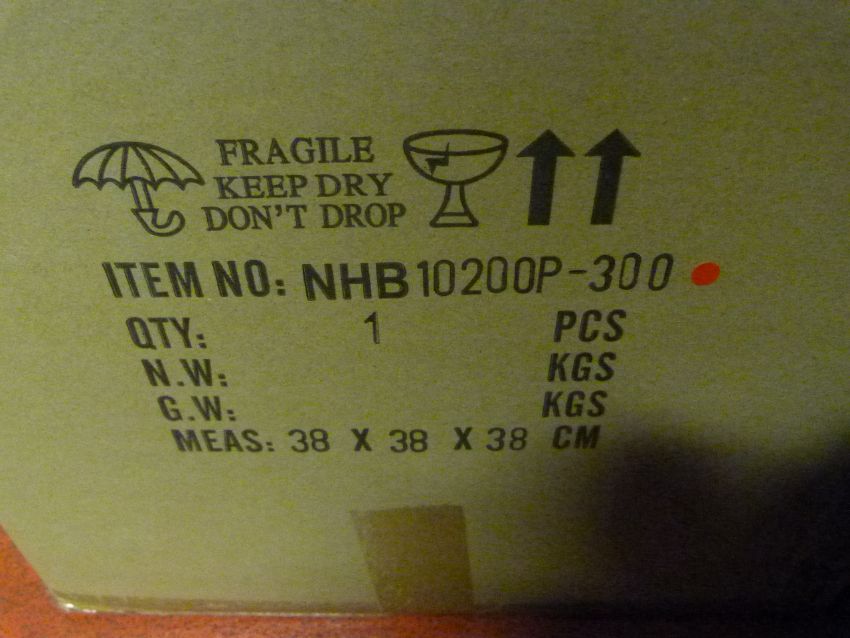 FRAGILE
KEEP DRY
DON'T DROP
ITEM NO: NHB10200P-300
QTY: 1 PCS
N.W: KGS
G.W: KGS
MEAS: 38 X 38 X 38 CM